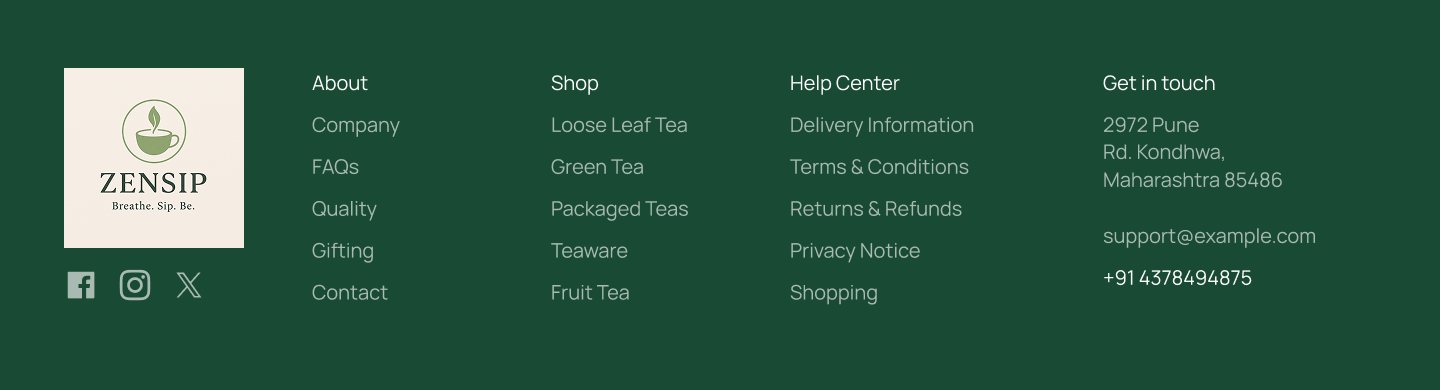 ZENSIP
Breathe. Sip. Be.
About
Company
FAQs
Quality
Gifting
Contact
Shop
Loose Leaf Tea
Green Tea
Packaged Teas
Teaware
Fruit Tea
Help Center
Delivery Information
Terms & Conditions
Returns & Refunds
Privacy Notice
Shopping
Get in touch
2972 Pune
Rd. Kondhwa,
Maharashtra 85486
support@example.com
+91 4378494875